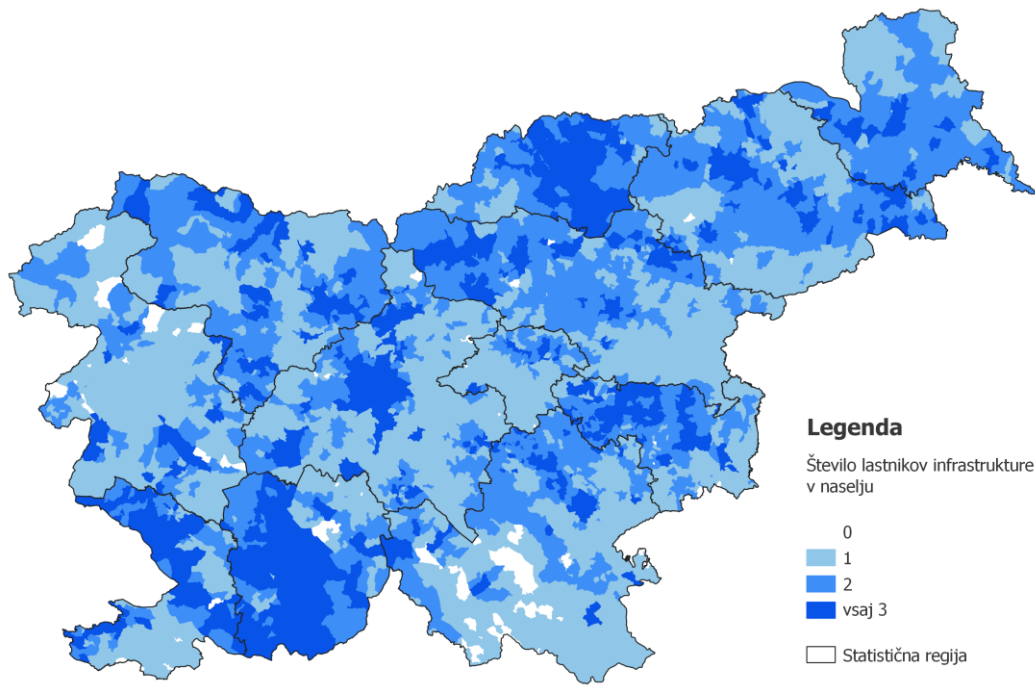 Legenda
Število lastnikov infrastrukture
v naselju
0
1
2
vsaj 3
Statistična regija